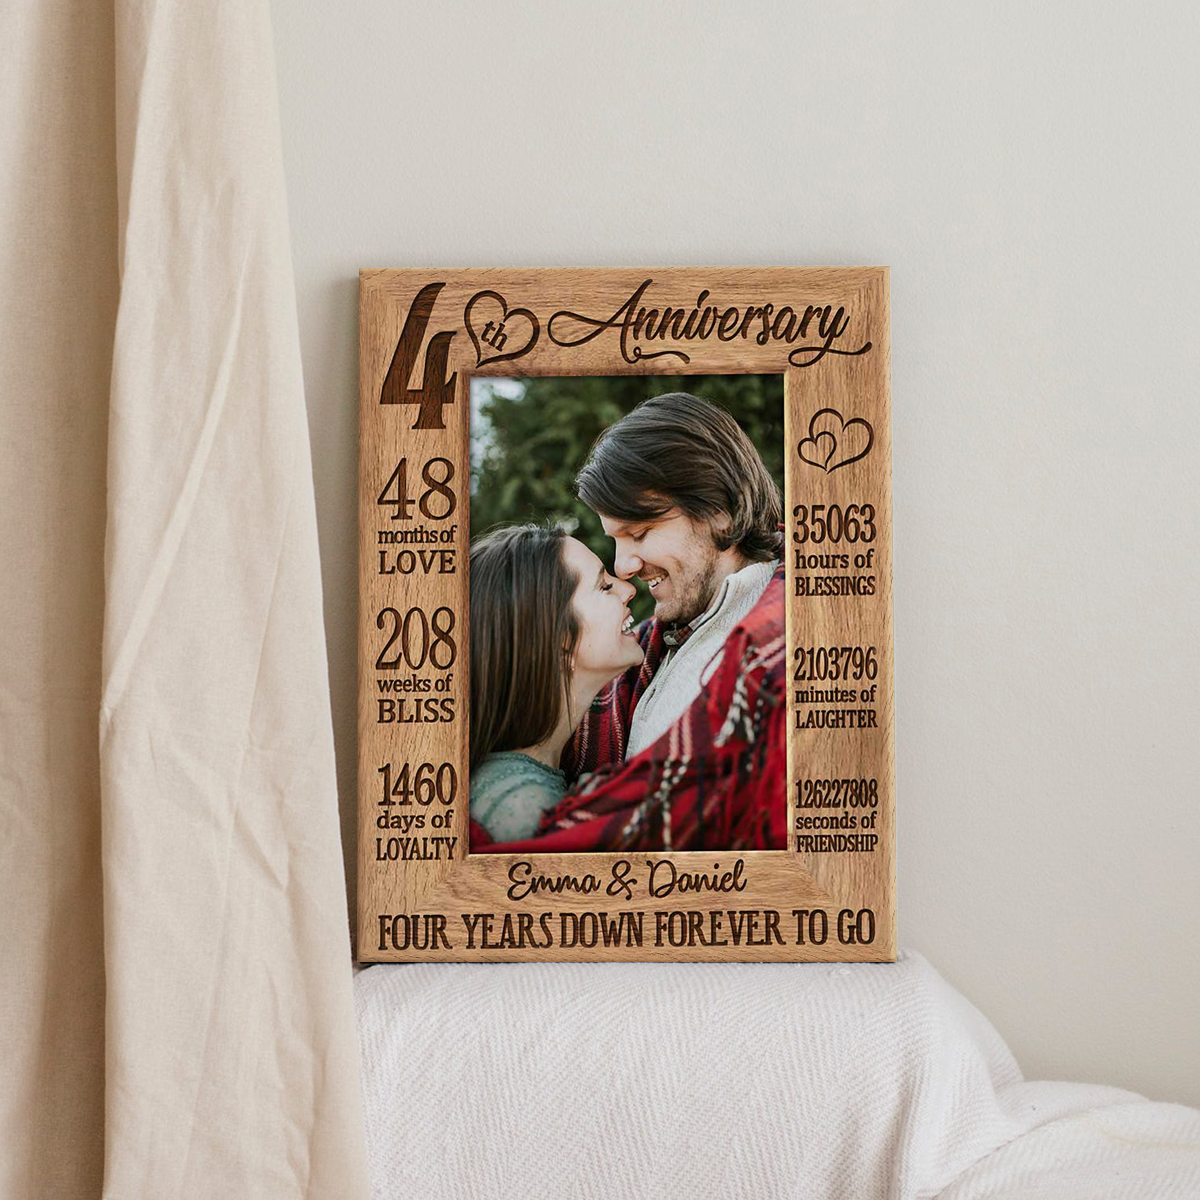 4th Anniversary
48
months of
LOVE
208
weeks of
BLISS
1460
days of
LOYALTY
35063
hours of
BLESSINGS
2103796
minutes of
LAUGHTER
126227808
seconds of
FRIENDSHIP
Emma & Daniel
FOUR YEARS DOWN FOREVER TO GO